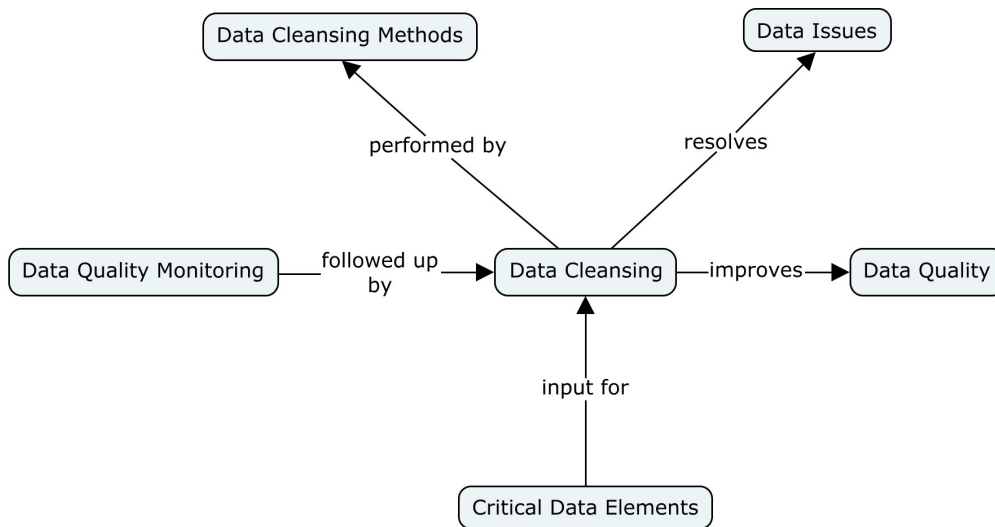 Data Cleansing Methods
Data Issues
performed by
resolves
Data Quality Monitoring
followed up
by
Data Cleansing
improves
Data Quality
input for
Critical Data Elements